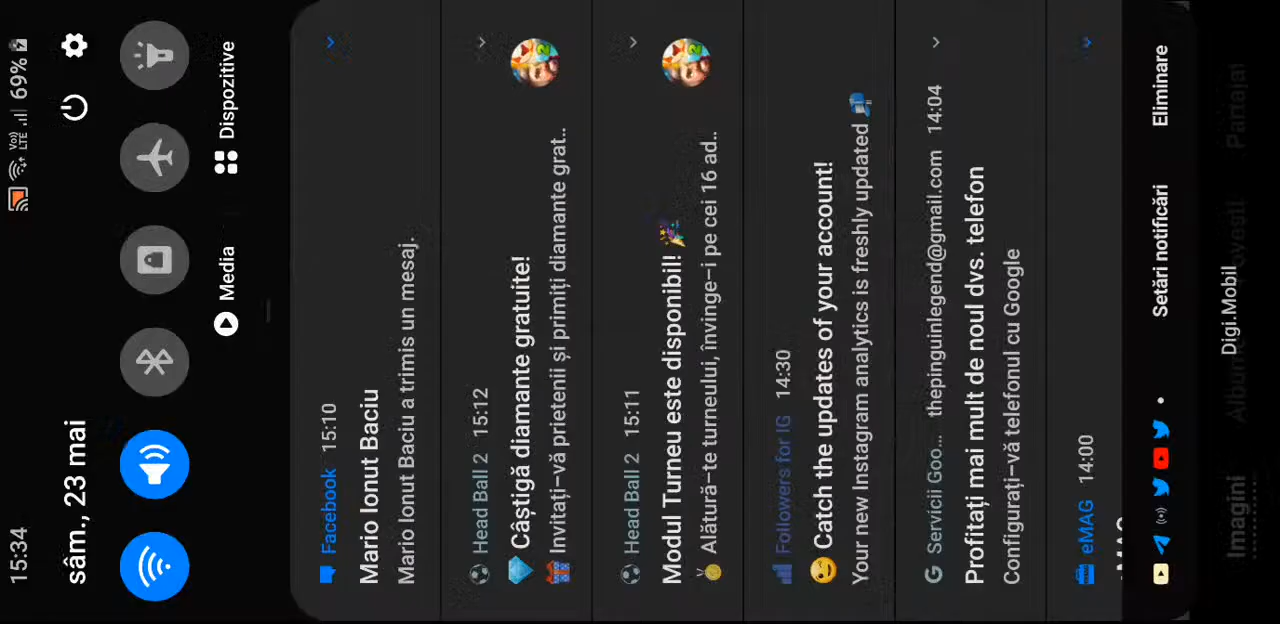 15:34
LTE 69%
sâm., 23 mai
Media
Dispozitive
Facebook 15:10
Mario Ionut Baciu
Mario Ionut Baciu a trimis un mesaj.
Head Ball 2 15:12
Câștigă diamante gratuite!
Invitați-vă prietenii și primiți diamante grat..
Head Ball 2 15:11
Modul Turneu este disponibil!
Alătură-te turneului, învinge-i pe cei 16 ad..
Followers for IG 14:30
Catch the updates of your account!
Your new Instagram analytics is freshly updated
Servicii Goo... thepinguinlegend@gmail.com 14:04
Profitați mai mult de noul dvs. telefon
Configurați-vă telefonul cu Google
eMAG 14:00
Setări notificări
Eliminare
Digi.Mobil
Imagini
Partajat